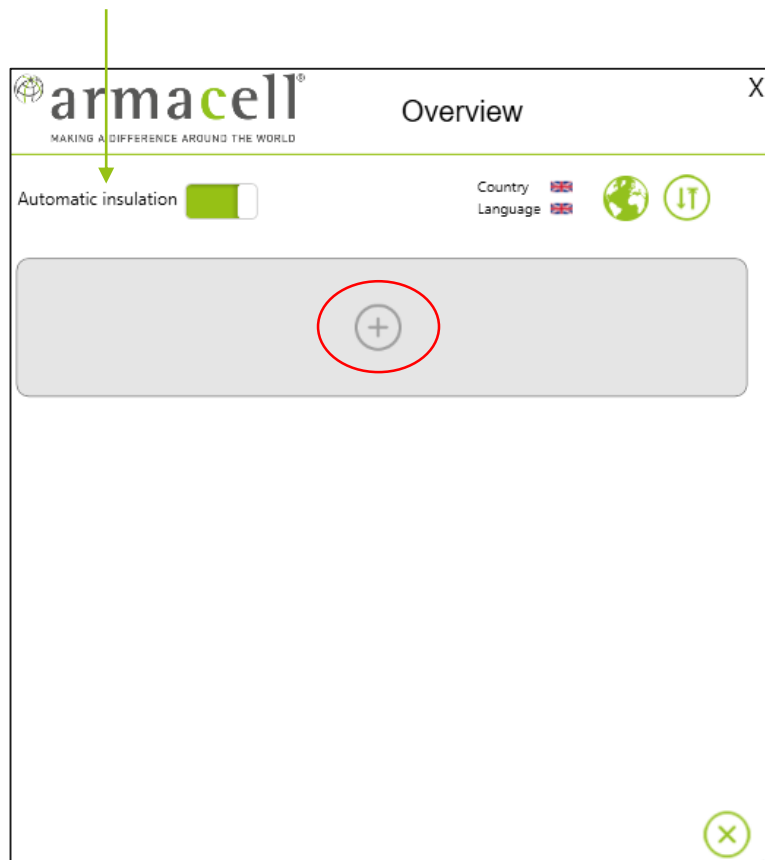 armacell®
Overview
X
MAKING A DIFFERENCE AROUND THE WORLD
Automatic insulation
Country
Language